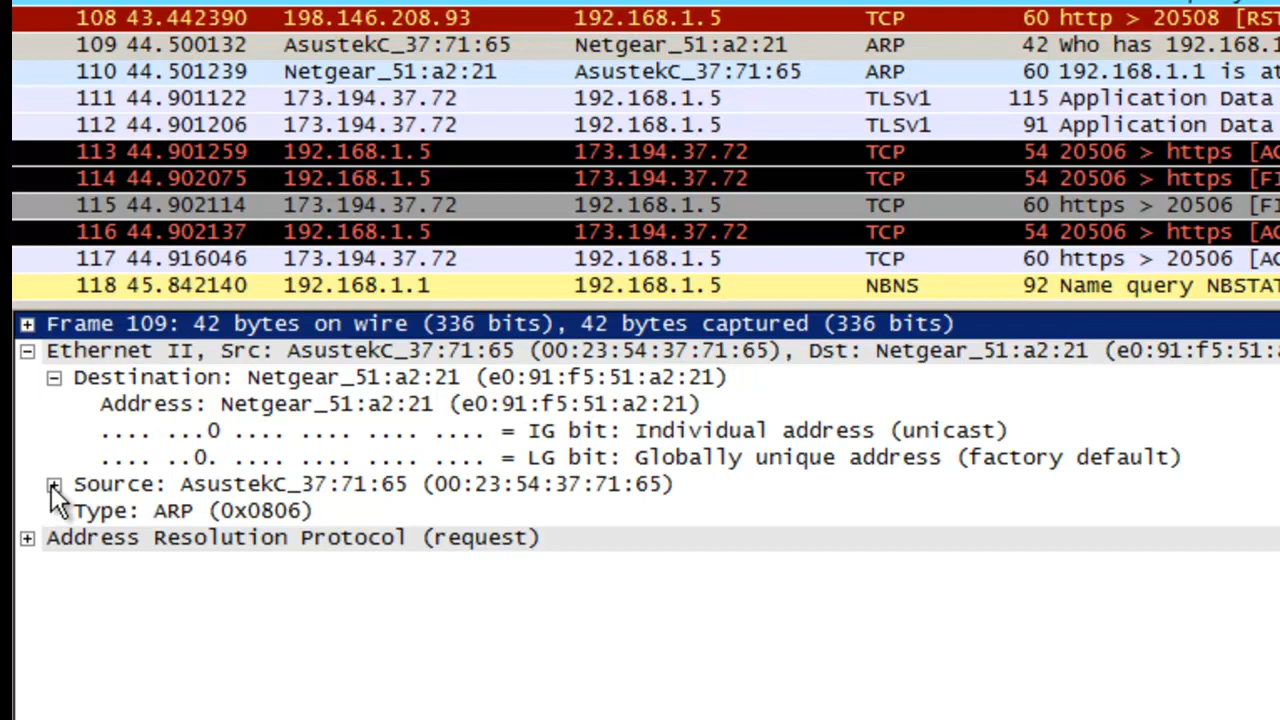 108 43.442390 198.146.208.93 192.168.1.5 TCP 60 http > 20508 [RST
109 44.500132 AsustekC_37:71:65 Netgear_51:a2:21 ARP 42 Who has 192.168.1
110 44.501239 Netgear_51:a2:21 AsustekC_37:71:65 ARP 60 192.168.1.1 is at
111 44.901122 173.194.37.72 192.168.1.5 TLSv1 115 Application Data
112 44.901206 173.194.37.72 192.168.1.5 TLSv1 91 Application Data
113 44.901259 192.168.1.5 173.194.37.72 TCP 54 20506 > https [AC
114 44.902075 192.168.1.5 173.194.37.72 TCP 54 20506 > https [FI
115 44.902114 173.194.37.72 192.168.1.5 TCP 60 https > 20506 [FI
116 44.902137 192.168.1.5 173.194.37.72 TCP 54 20506 > https [AC
117 44.916046 173.194.37.72 192.168.1.5 TCP 60 https > 20506 [AC
118 45.842140 192.168.1.1 192.168.1.5 NBNS 92 Name query NBSTAT
Frame 109: 42 bytes on wire (336 bits), 42 bytes captured (336 bits)
Ethernet II, Src: AsustekC_37:71:65 (00:23:54:37:71:65), Dst: Netgear_51:a2:21 (e0:91:f5:51:a
Destination: Netgear_51:a2:21 (e0:91:f5:51:a2:21)
Address: Netgear_51:a2:21 (e0:91:f5:51:a2:21)
.... ...0 .... .... .... .... = IG bit: Individual address (unicast)
.... ..0. .... .... .... .... = LG bit: Globally unique address (factory default)
Source: AsustekC_37:71:65 (00:23:54:37:71:65)
Type: ARP (0x0806)
Address Resolution Protocol (request)